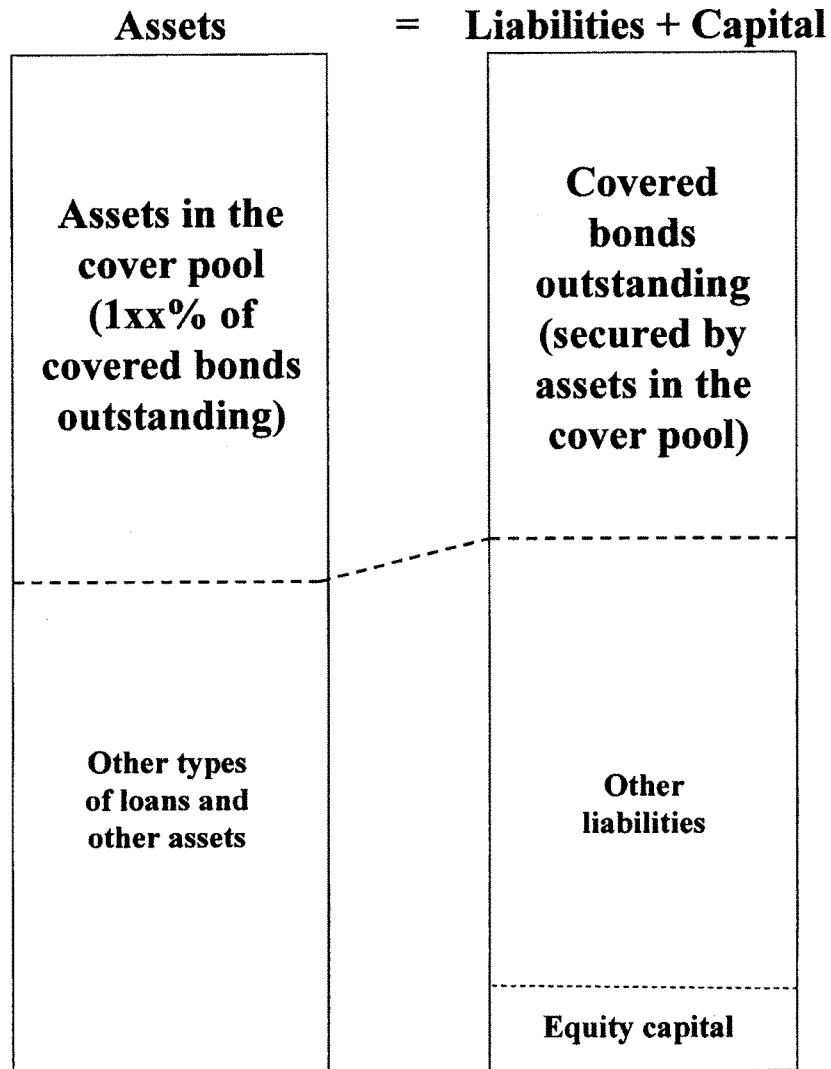 Assets = Liabilities + Capital
Assets in the
cover pool
(1xx% of
covered bonds
outstanding)
Covered
bonds
outstanding
(secured by
assets in the
cover pool)
Other types
of loans and
other assets
Other
liabilities
Equity capital